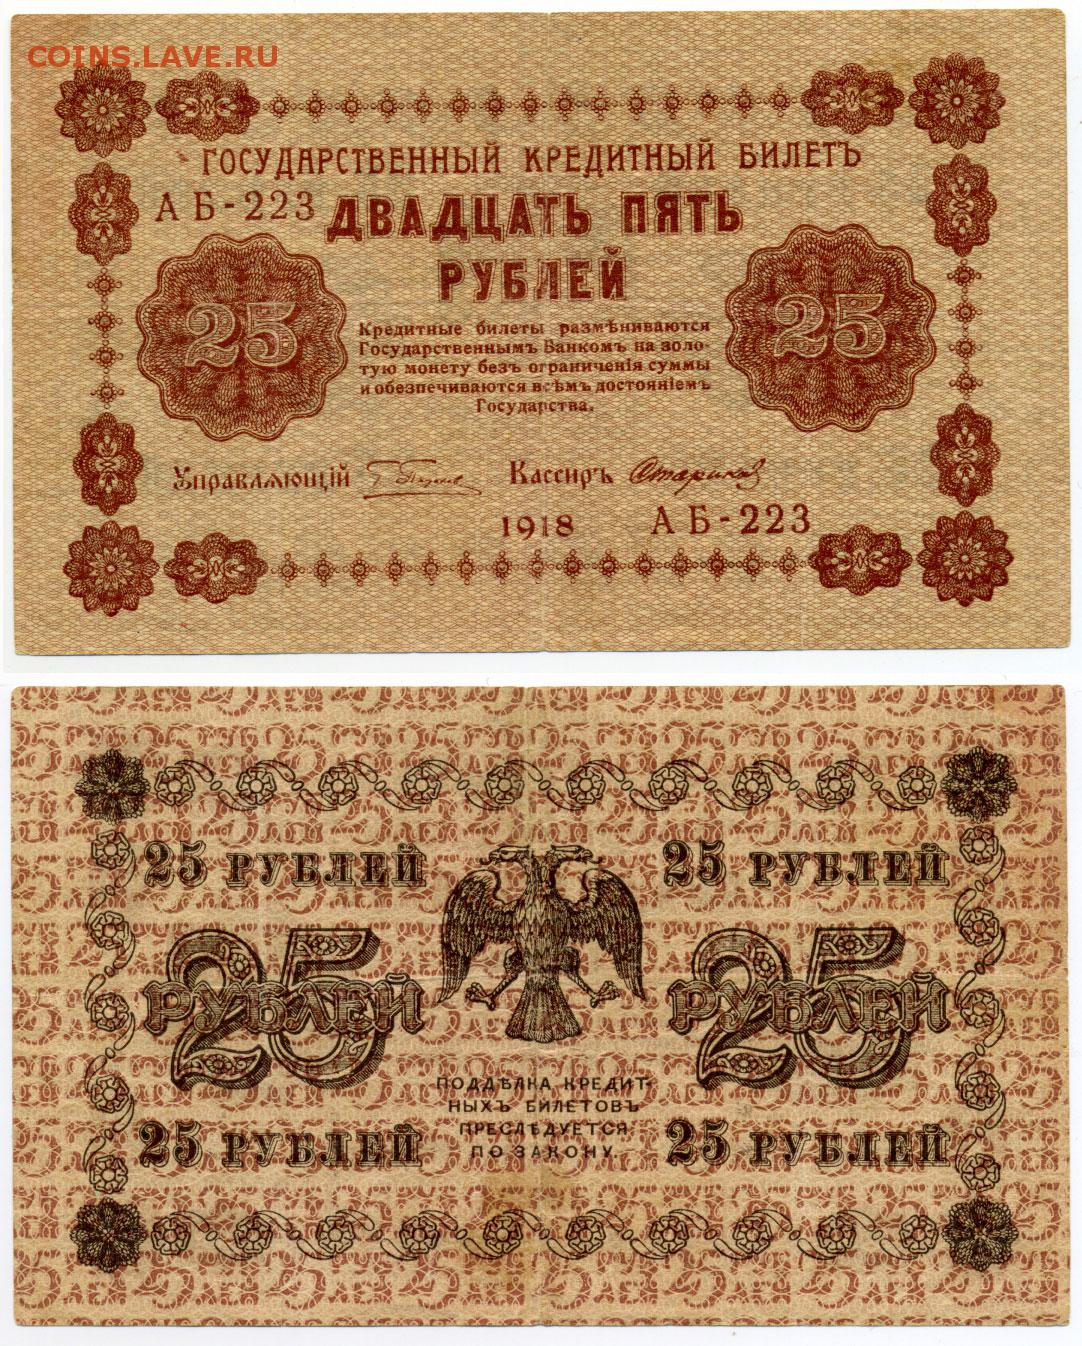 COINS.LAVE.RU
ГОСУДАРСТВЕННЫЙ КРЕДИТНЫЙ БИЛЕТЪ
АБ-223
ДВАДЦАТЬ ПЯТЬ
РУБЛЕЙ
25
25
Кредитные билеты размѣниваются
Государственнымъ Банкомъ на золо-
тую монету безъ ограниченія суммы
и обезпечиваются всѣмъ достояніемъ
Государства.
Управляющій
Кассиръ Стариков
1918
АБ-223
25 РУБЛЕЙ
25 РУБЛЕЙ
25
РУБЛЕЙ
25
РУБЛЕЙ
ПОДДѢЛКА КРЕДИТ-
НЫХЪ БИЛЕТОВЪ
ПРЕСЛѢДУЕТСЯ
ПО ЗАКОНУ.
25 РУБЛЕЙ
25 РУБЛЕЙ